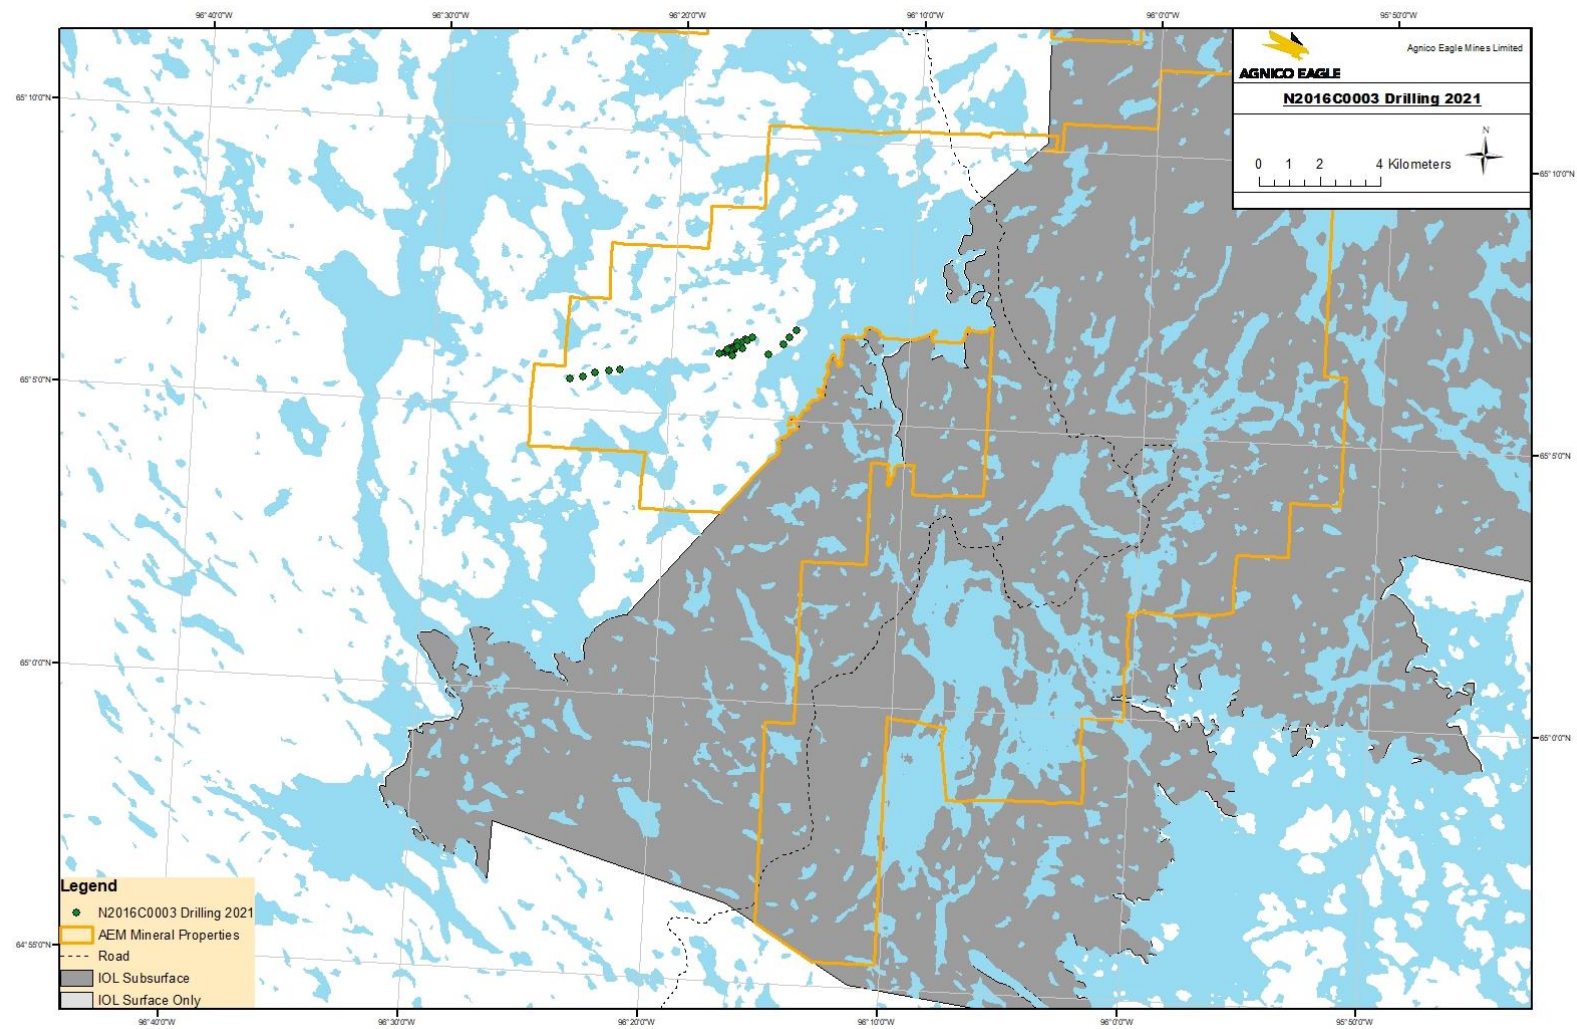 96°40'0"W 96°30'0"W 96°20'0"W 96°10'0"W 96°0'0"W 95°50'0"W
Agnico Eagle Mines Limited
AGNICO EAGLE
N2016C0003 Drilling 2021
N
0 1 2 4 Kilometers
65°10'0"N
65°10'0"N
65°5'0"N
65°5'0"N
65°0'0"N
65°0'0"N
64°55'0"N
Legend
N2016C0003 Drilling 2021
AEM Mineral Properties
Road
IOL Subsurface
IOL Surface Only
96°40'0"W 96°30'0"W 96°20'0"W 96°10'0"W 96°0'0"W 95°50'0"W